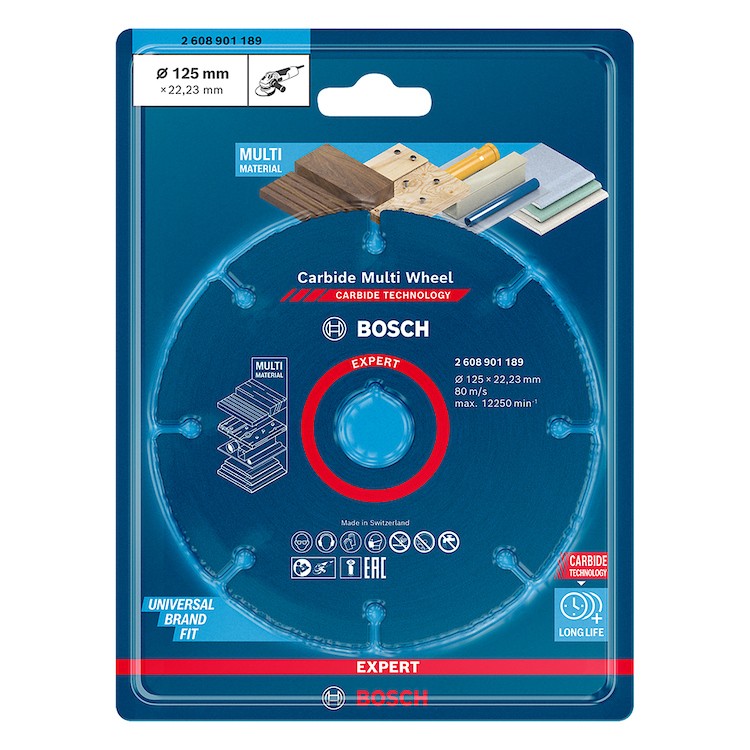 2 608 901 189
Ø 125 mm
× 22,23 mm
MULTI
MATERIAL
Carbide Multi Wheel
CARBIDE TECHNOLOGY
BOSCH
EXPERT
2 608 901 189
Ø 125 × 22,23 mm
80 m/s
max. 12250 min⁻¹
MULTI
MATERIAL
Made in Switzerland
EAC
CARBIDE
TECHNOLOGY
LONG LIFE
UNIVERSAL
BRAND
FIT
EXPERT
BOSCH